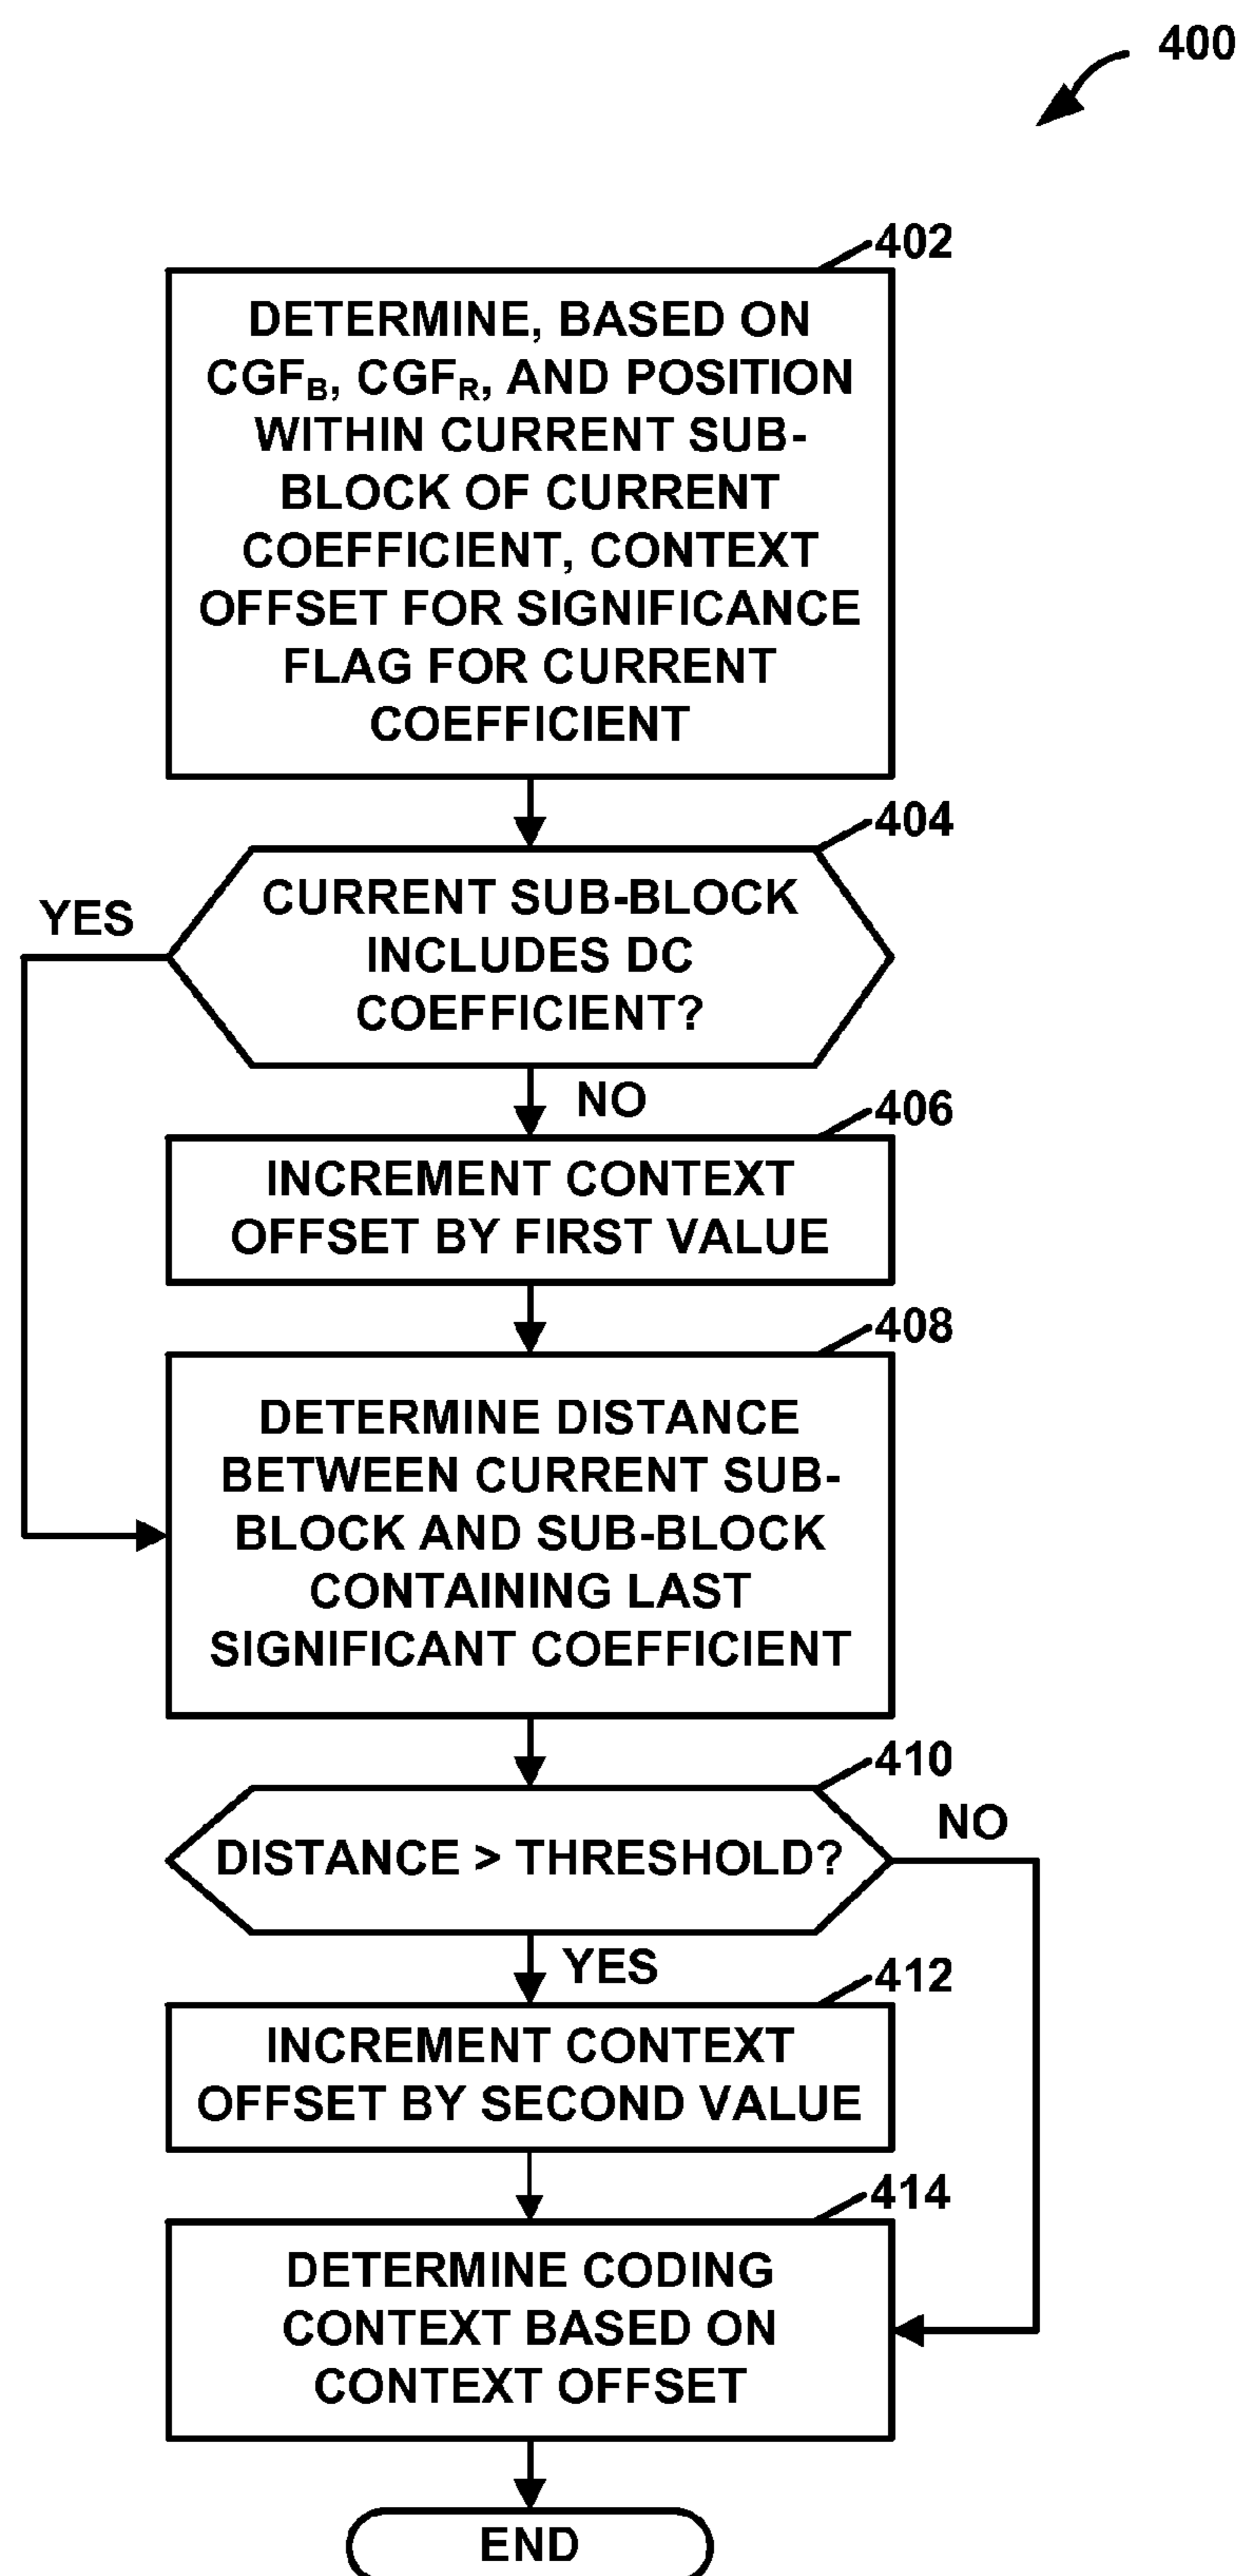 400
402
DETERMINE, BASED ON
CGF_B, CGF_R, AND POSITION
WITHIN CURRENT SUB-
BLOCK OF CURRENT
COEFFICIENT, CONTEXT
OFFSET FOR SIGNIFICANCE
FLAG FOR CURRENT
COEFFICIENT
404
YES
CURRENT SUB-BLOCK
INCLUDES DC
COEFFICIENT?
NO
406
INCREMENT CONTEXT
OFFSET BY FIRST VALUE
408
DETERMINE DISTANCE
BETWEEN CURRENT SUB-
BLOCK AND SUB-BLOCK
CONTAINING LAST
SIGNIFICANT COEFFICIENT
410
NO
DISTANCE > THRESHOLD?
YES
412
INCREMENT CONTEXT
OFFSET BY SECOND VALUE
414
DETERMINE CODING
CONTEXT BASED ON
CONTEXT OFFSET
END